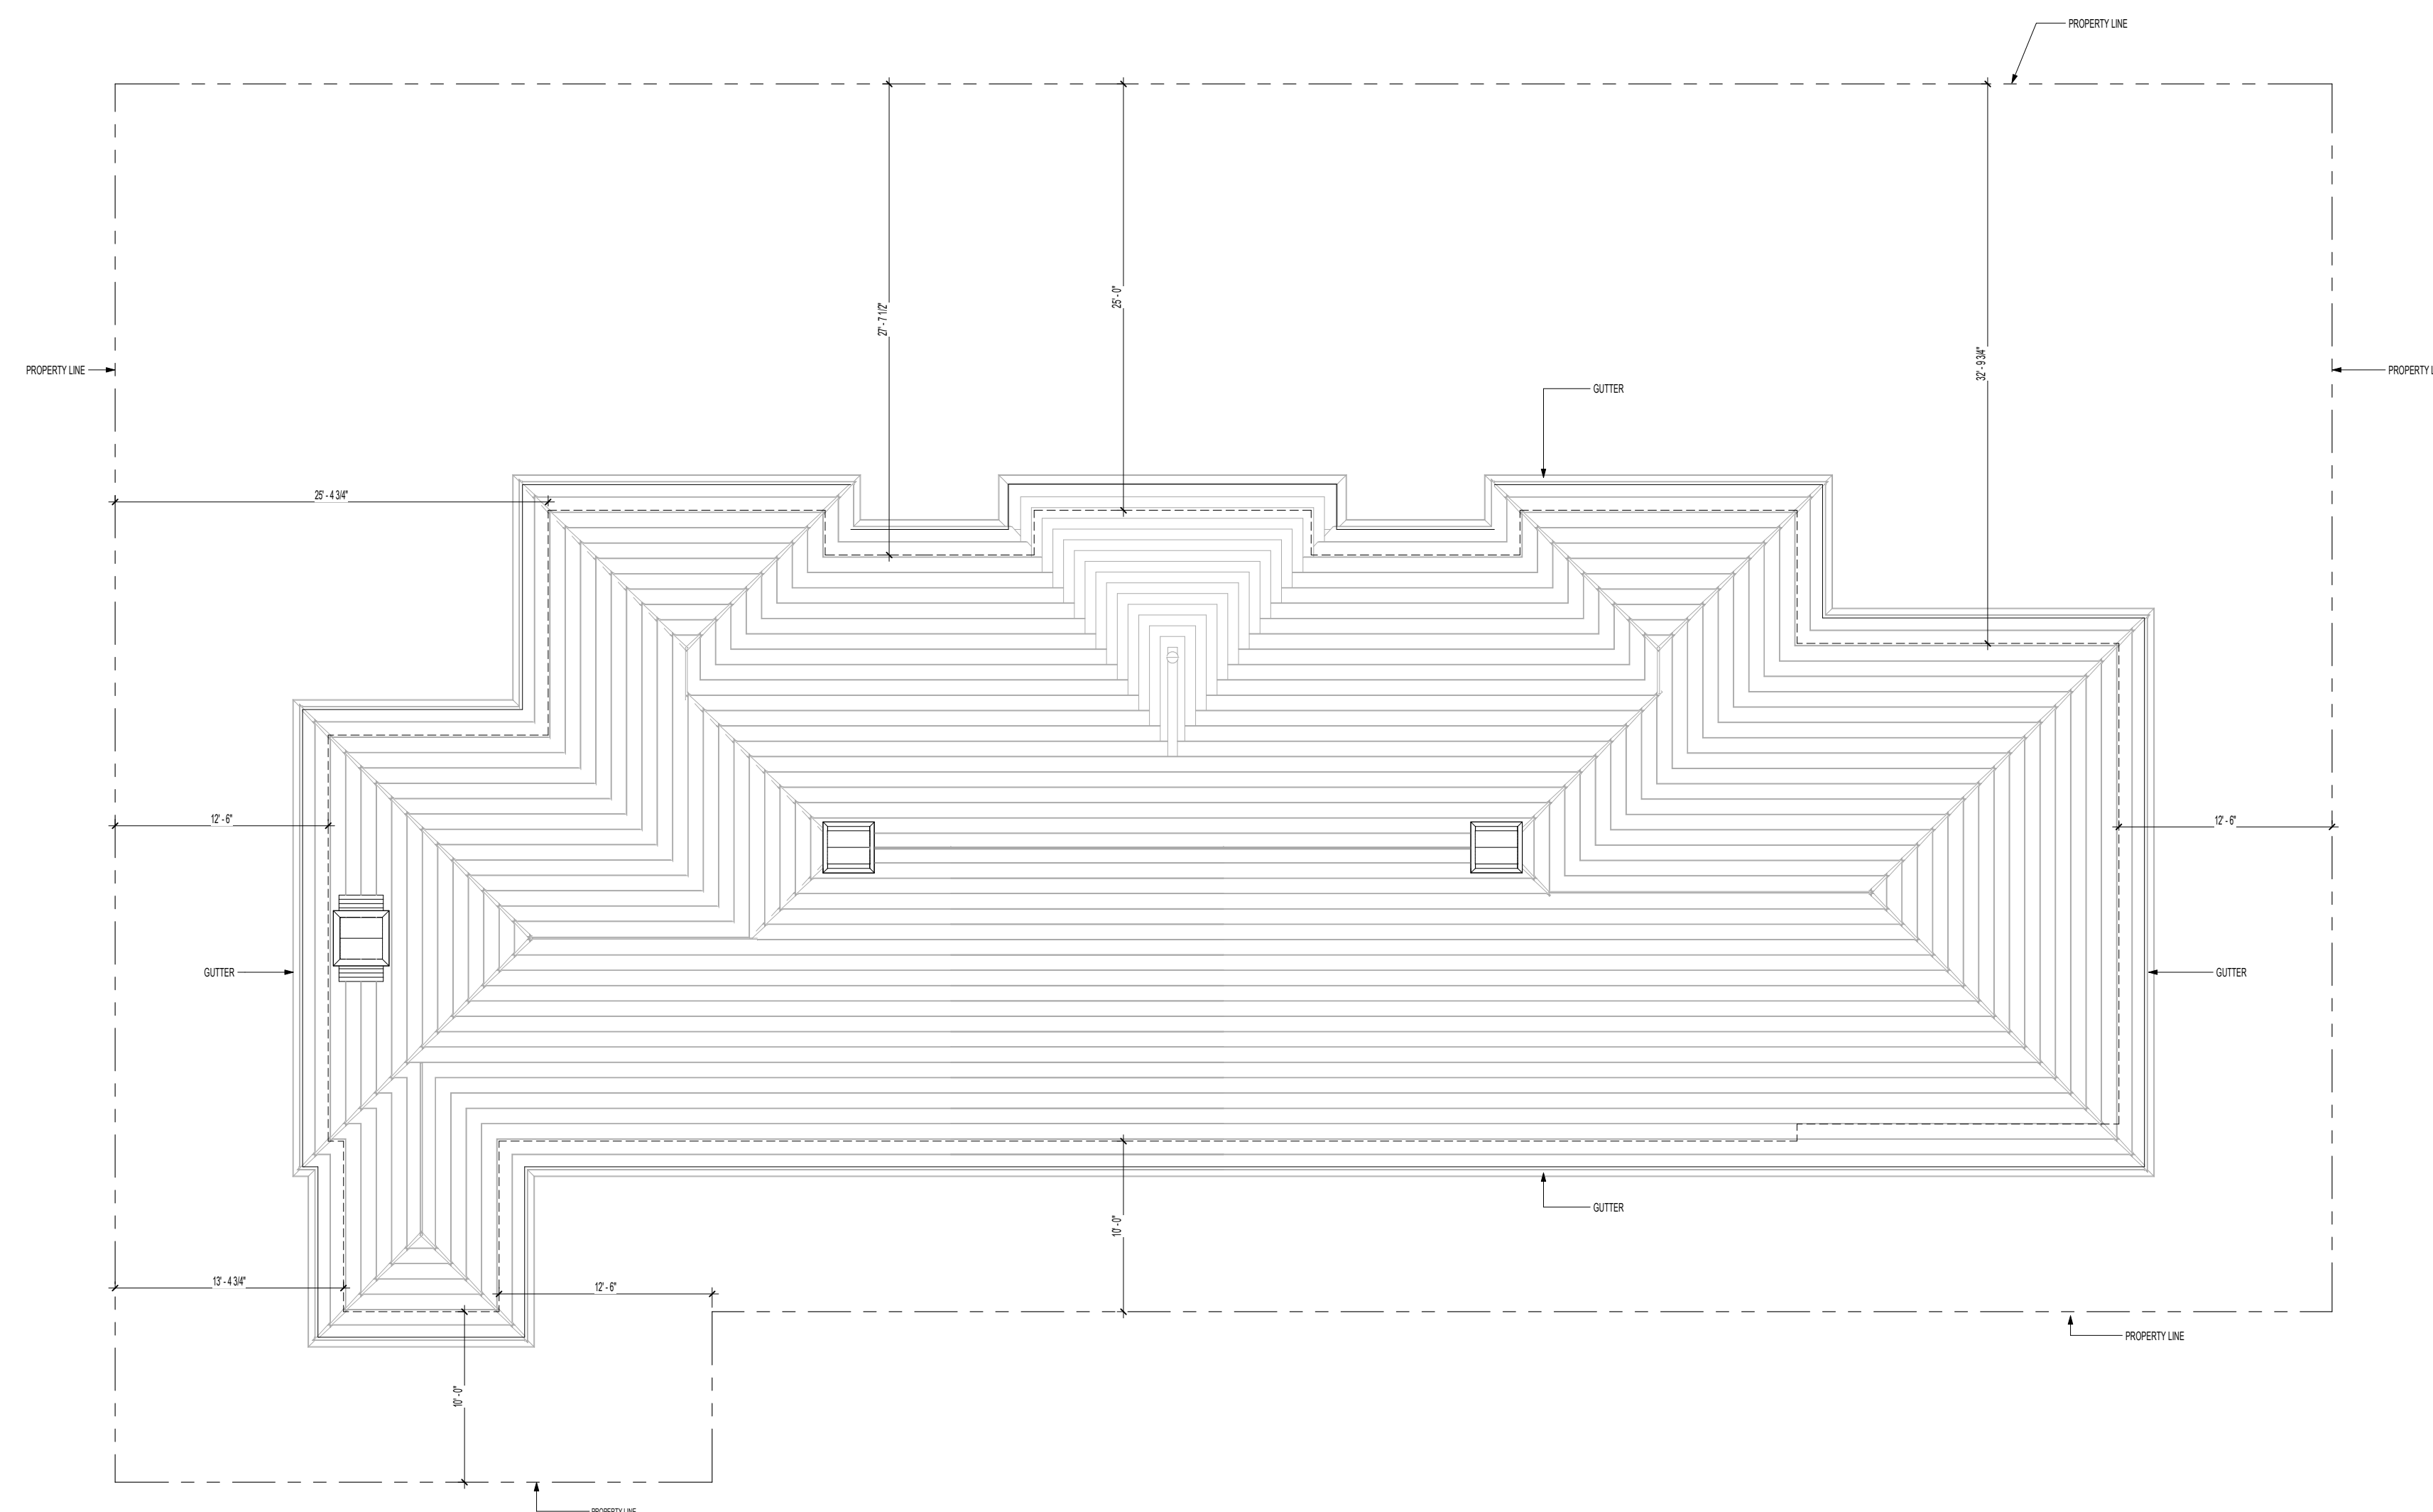 PROPERTY LINE
27' - 7 1/2"
25' - 0"
32' - 9 3/4"
PROPERTY LINE
PROPERTY L
GUTTER
25' - 4 3/4"
12' - 6"
12' - 6"
GUTTER
GUTTER
GUTTER
10' - 0"
13' - 4 3/4"
12' - 6"
PROPERTY LINE
10' - 0"
PROPERTY LINE